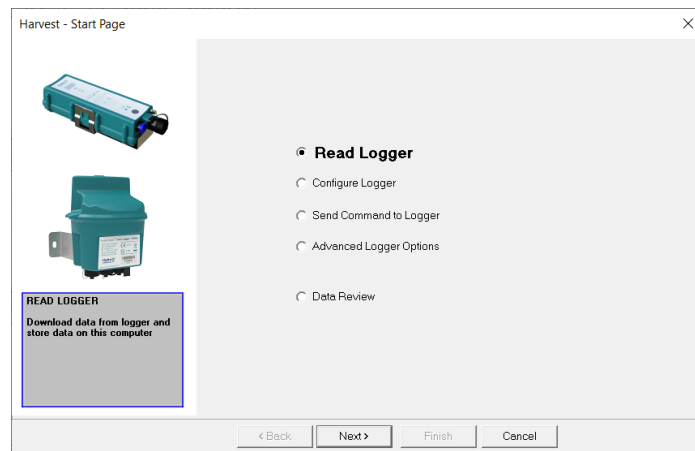 Harvest - Start Page
Read Logger
Configure Logger
Send Command to Logger
Advanced Logger Options
Data Review
READ LOGGER
Download data from logger and
store data on this computer
< Back
Next >
Finish
Cancel